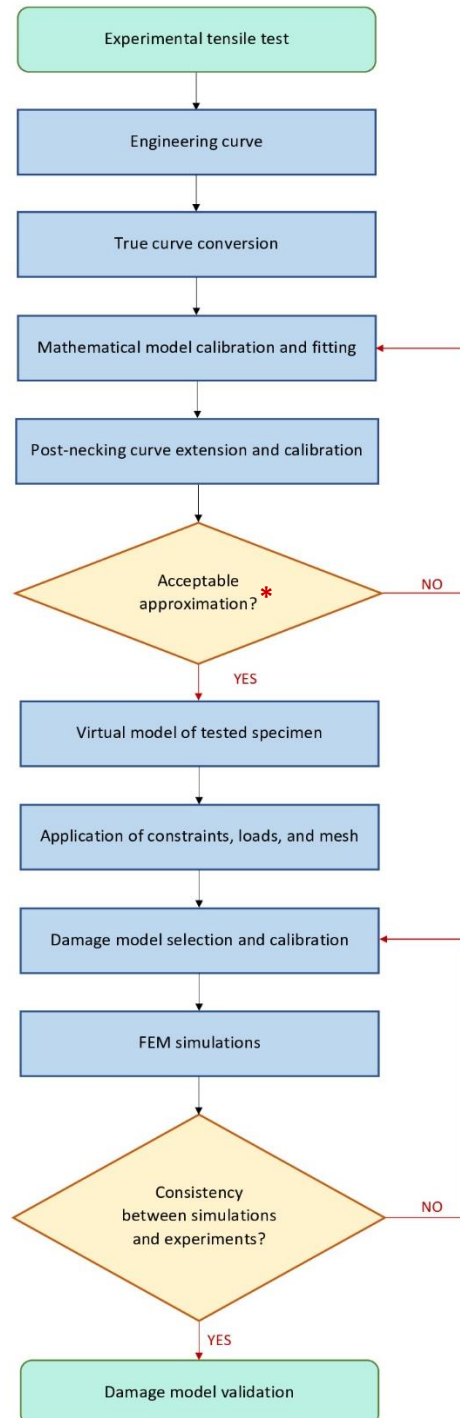 Experimental tensile test
Engineering curve
True curve conversion
Mathematical model calibration and fitting
Post-necking curve extension and calibration
Acceptable
approximation? *
NO
YES
Virtual model of tested specimen
Application of constraints, loads, and mesh
Damage model selection and calibration
FEM simulations
Consistency
between simulations
and experiments?
NO
YES
Damage model validation